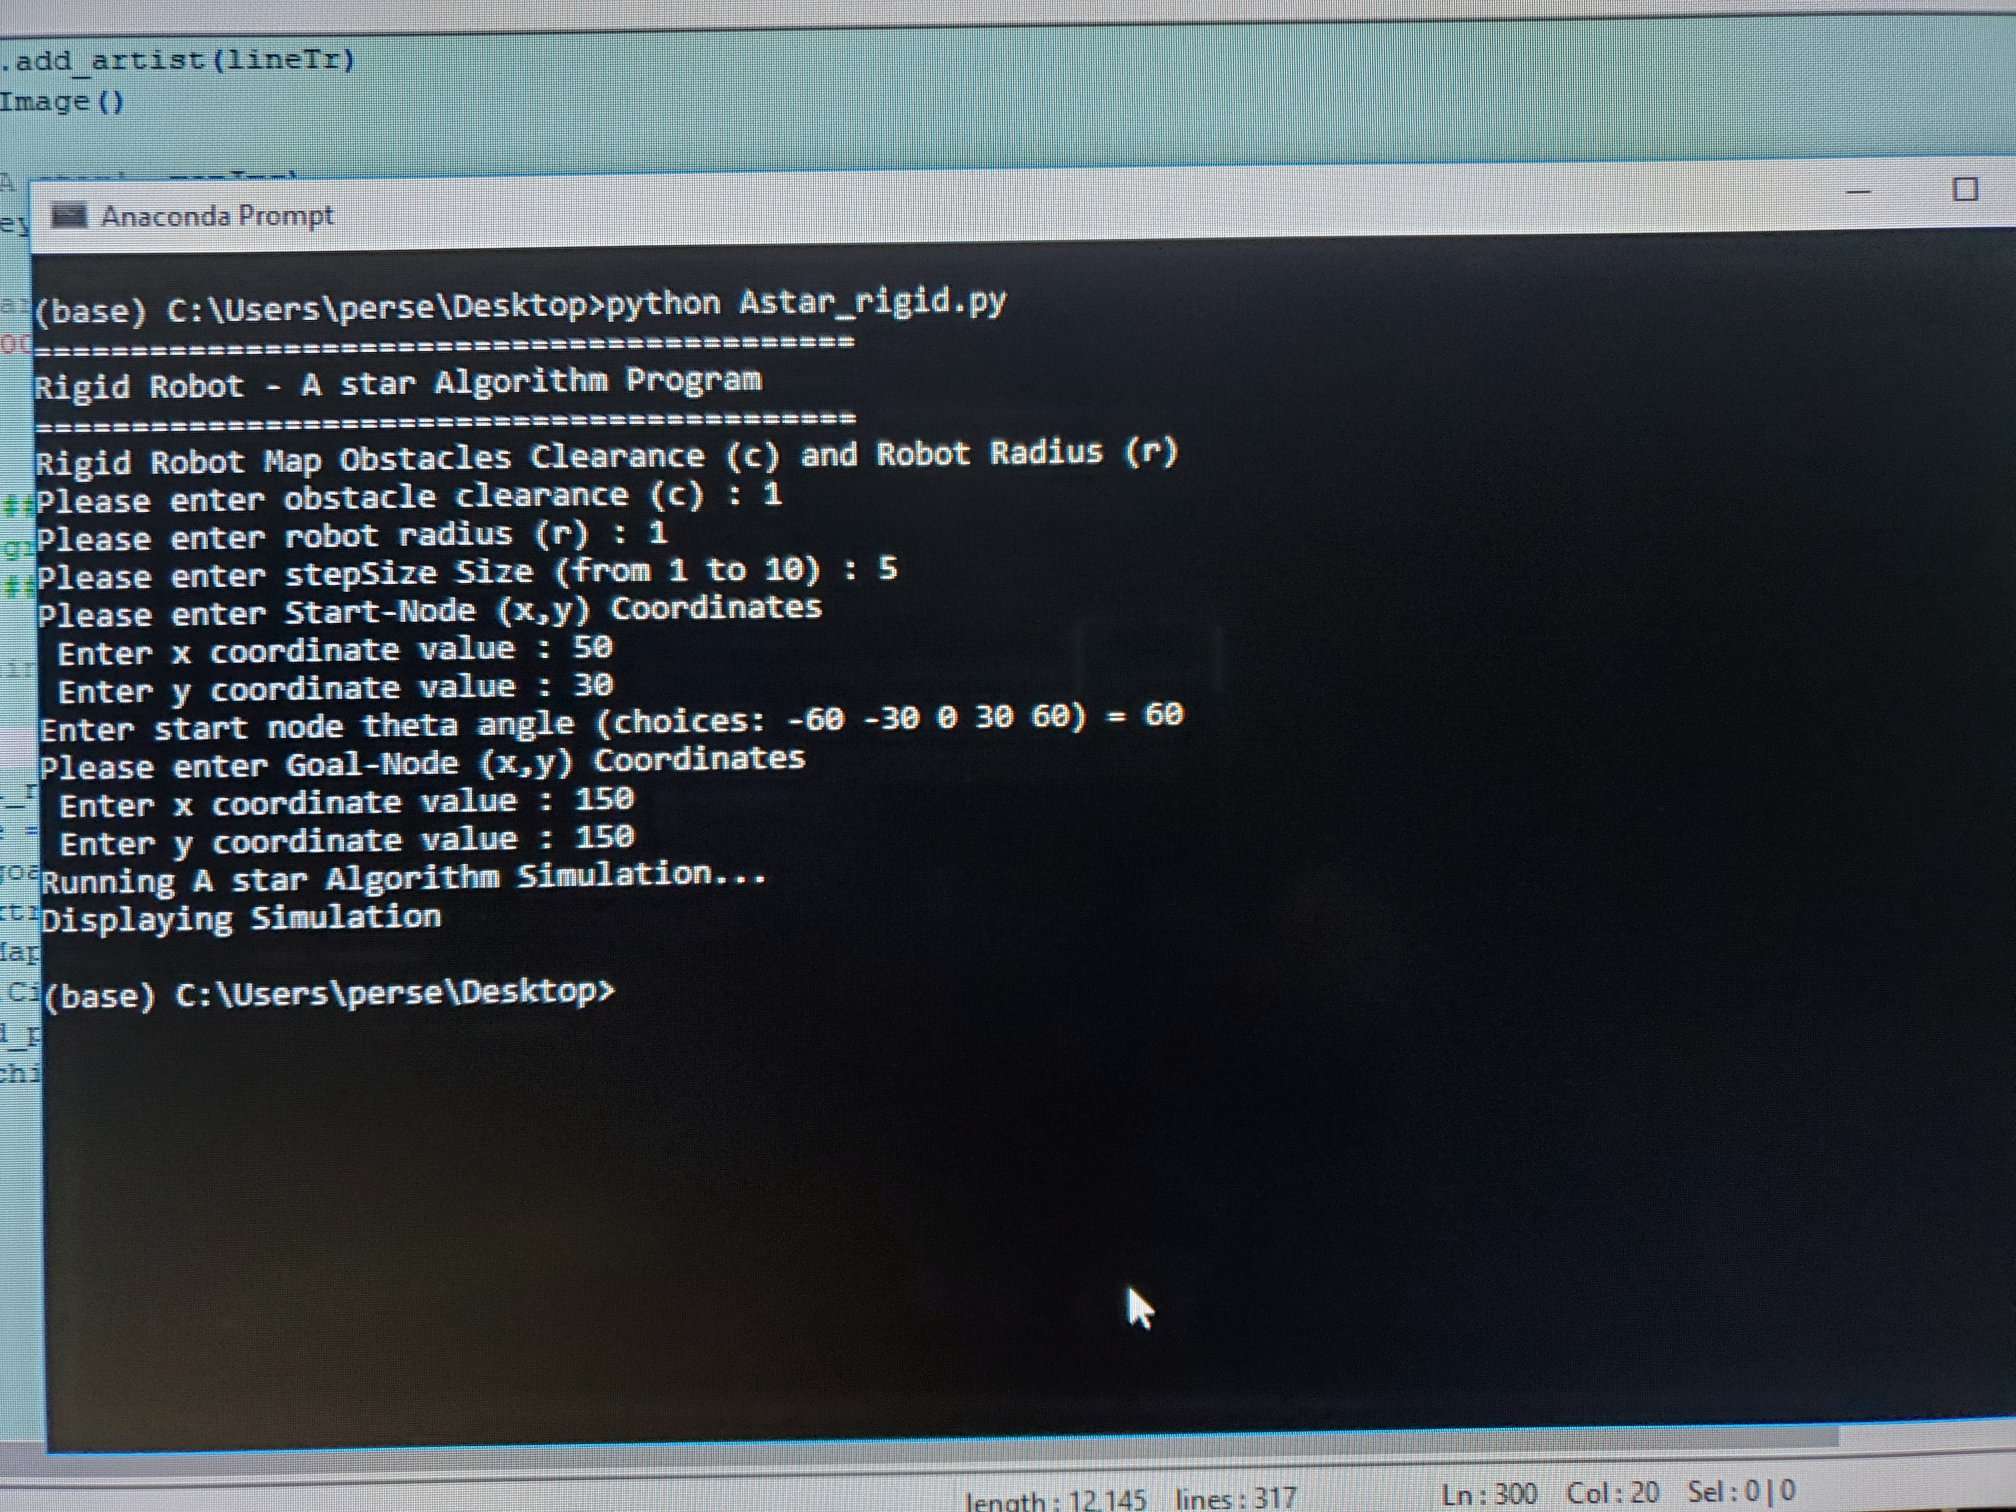 .add_artist(lineTr)
Image()
Anaconda Prompt
(base) C:\Users\perse\Desktop>python Astar_rigid.py
===========================================
Rigid Robot - A star Algorithm Program
===========================================
Rigid Robot Map Obstacles Clearance (c) and Robot Radius (r)
Please enter obstacle clearance (c) : 1
Please enter robot radius (r) : 1
Please enter stepSize Size (from 1 to 10) : 5
Please enter Start-Node (x,y) Coordinates
 Enter x coordinate value : 50
 Enter y coordinate value : 30
Enter start node theta angle (choices: -60 -30 0 30 60) = 60
Please enter Goal-Node (x,y) Coordinates
 Enter x coordinate value : 150
 Enter y coordinate value : 150
Running A star Algorithm Simulation...
Displaying Simulation
(base) C:\Users\perse\Desktop>
length : 12,145 lines : 317 Ln : 300 Col : 20 Sel : 0 | 0